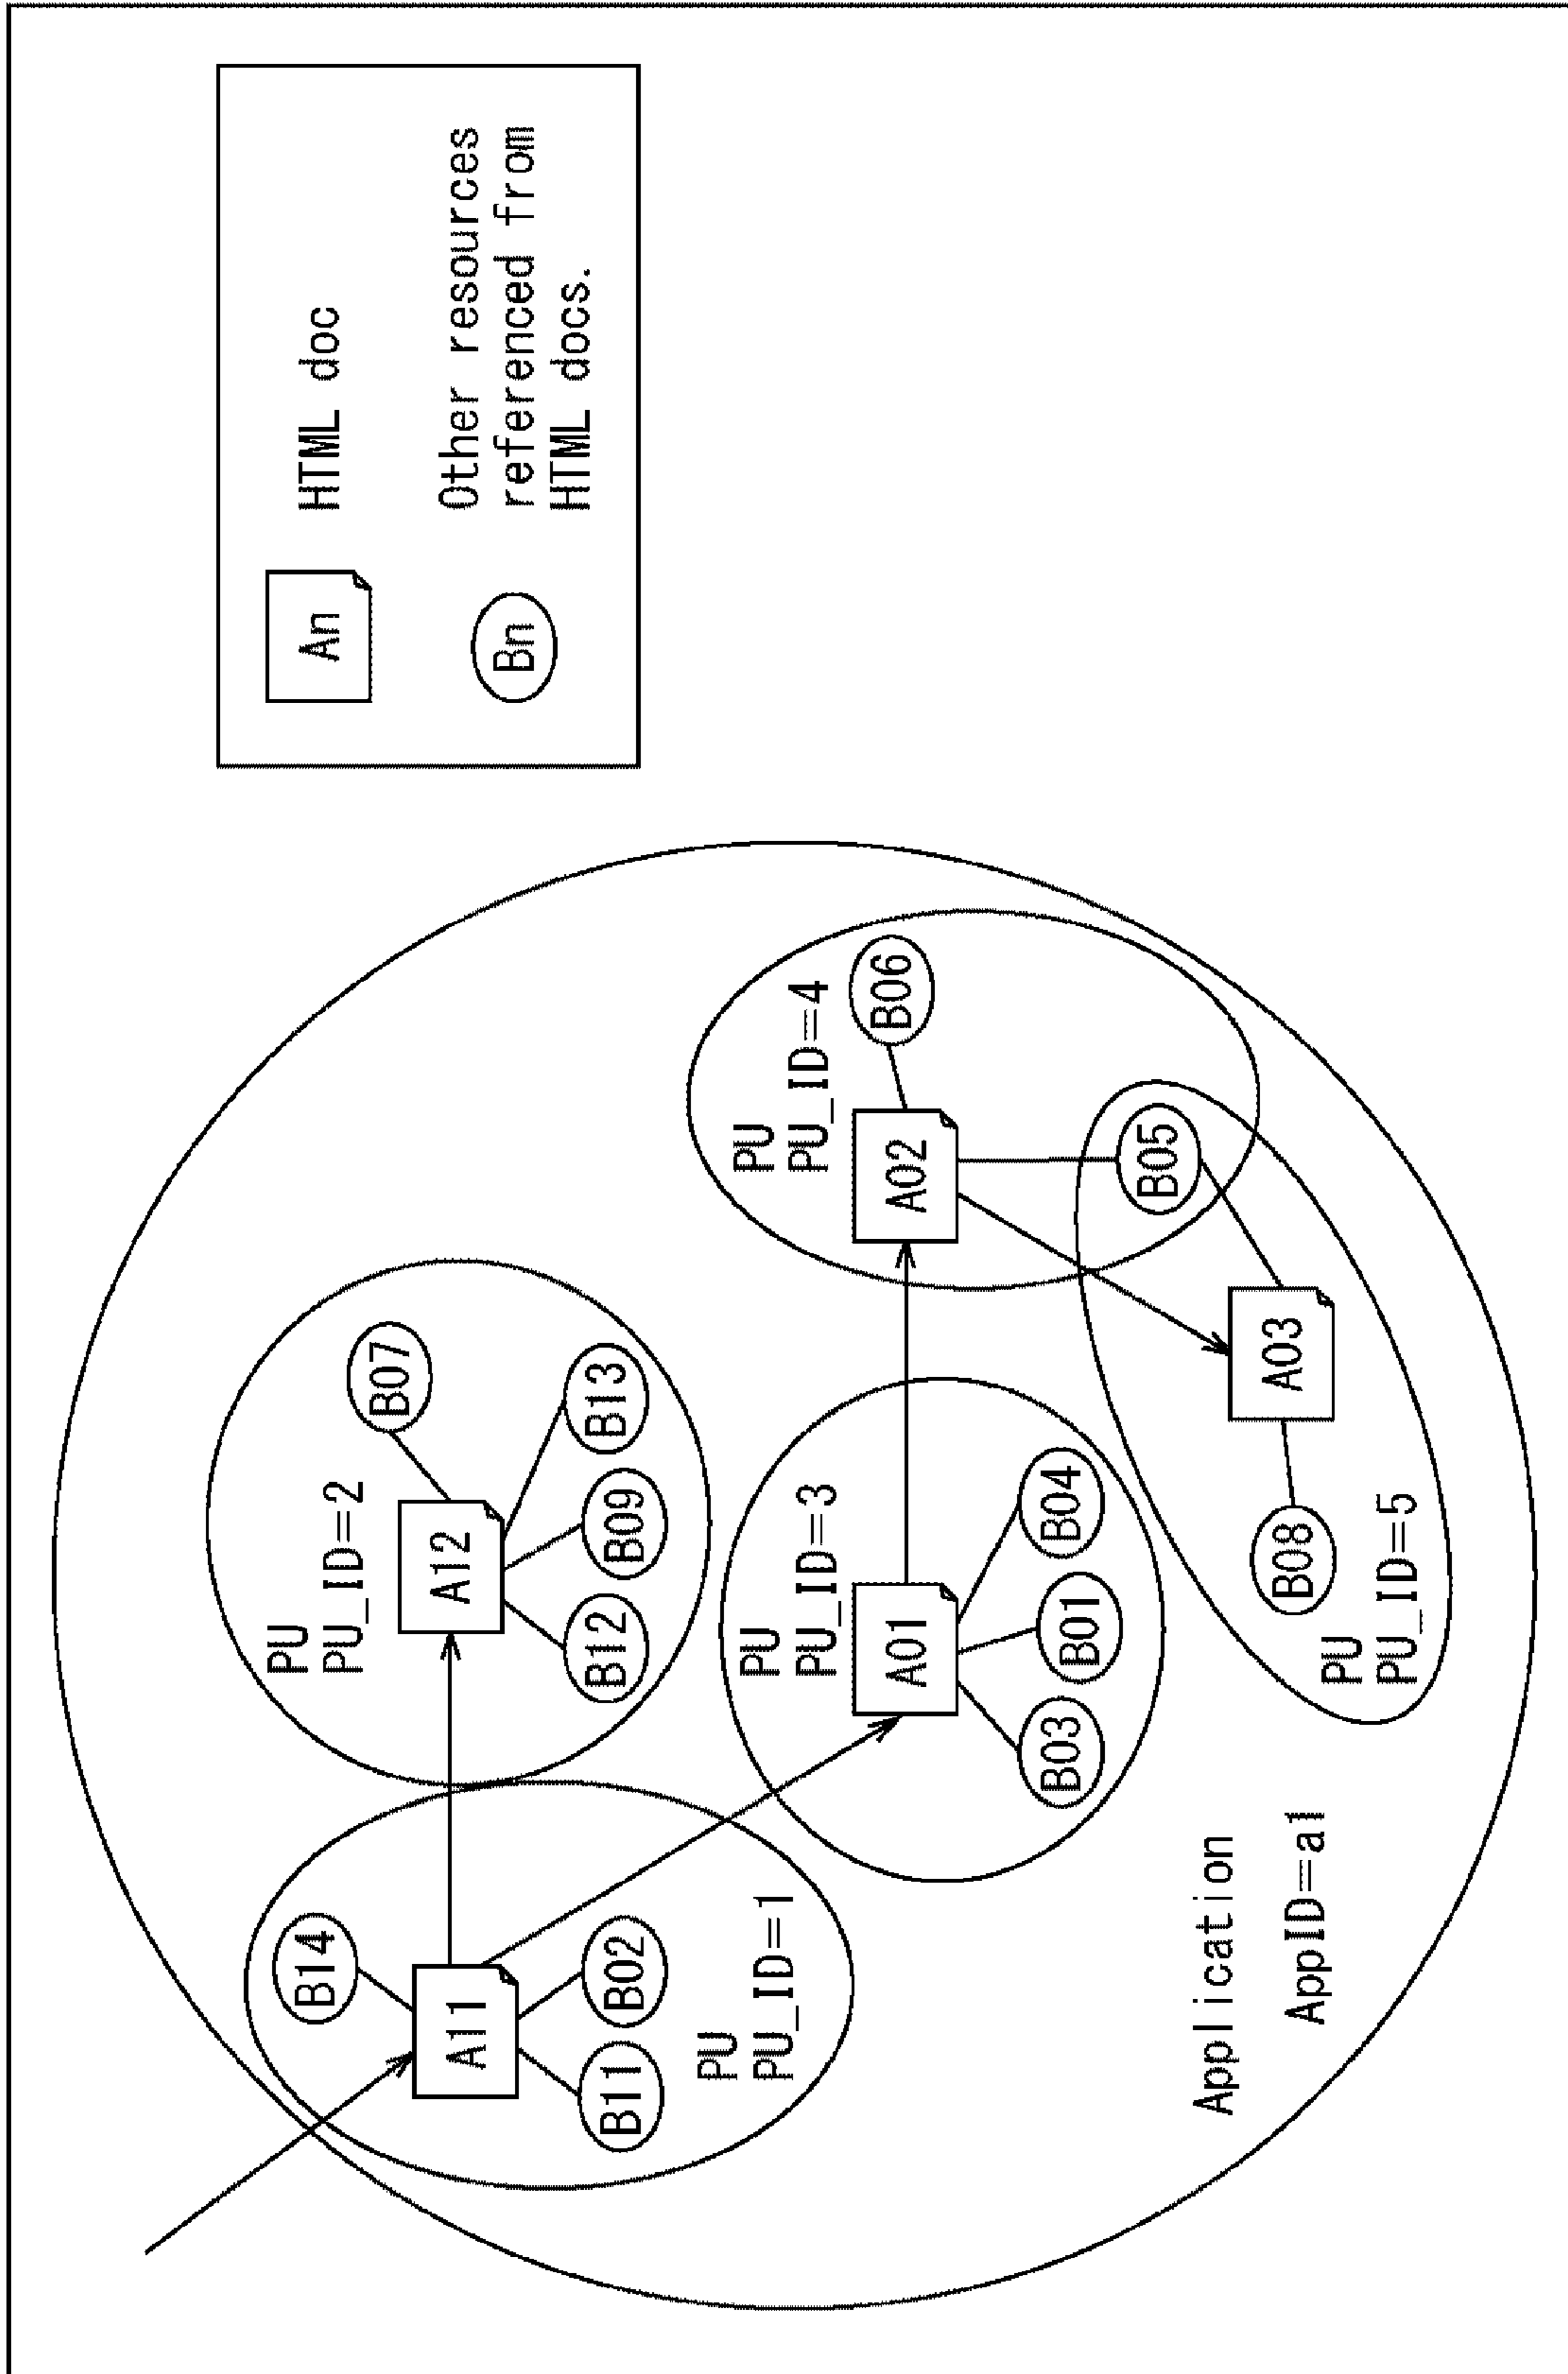 An
HTML doc
Bn
Other resources
referenced from
HTML docs.
B14
A11
B11
B02
PU
PU_ID=1
PU
PU_ID=2
B07
A12
B12
B09
B13
PU
PU_ID=3
A01
B03
B01
B04
PU
PU_ID=4
B06
A02
B05
A03
B08
PU
PU_ID=5
Application
AppID=a1